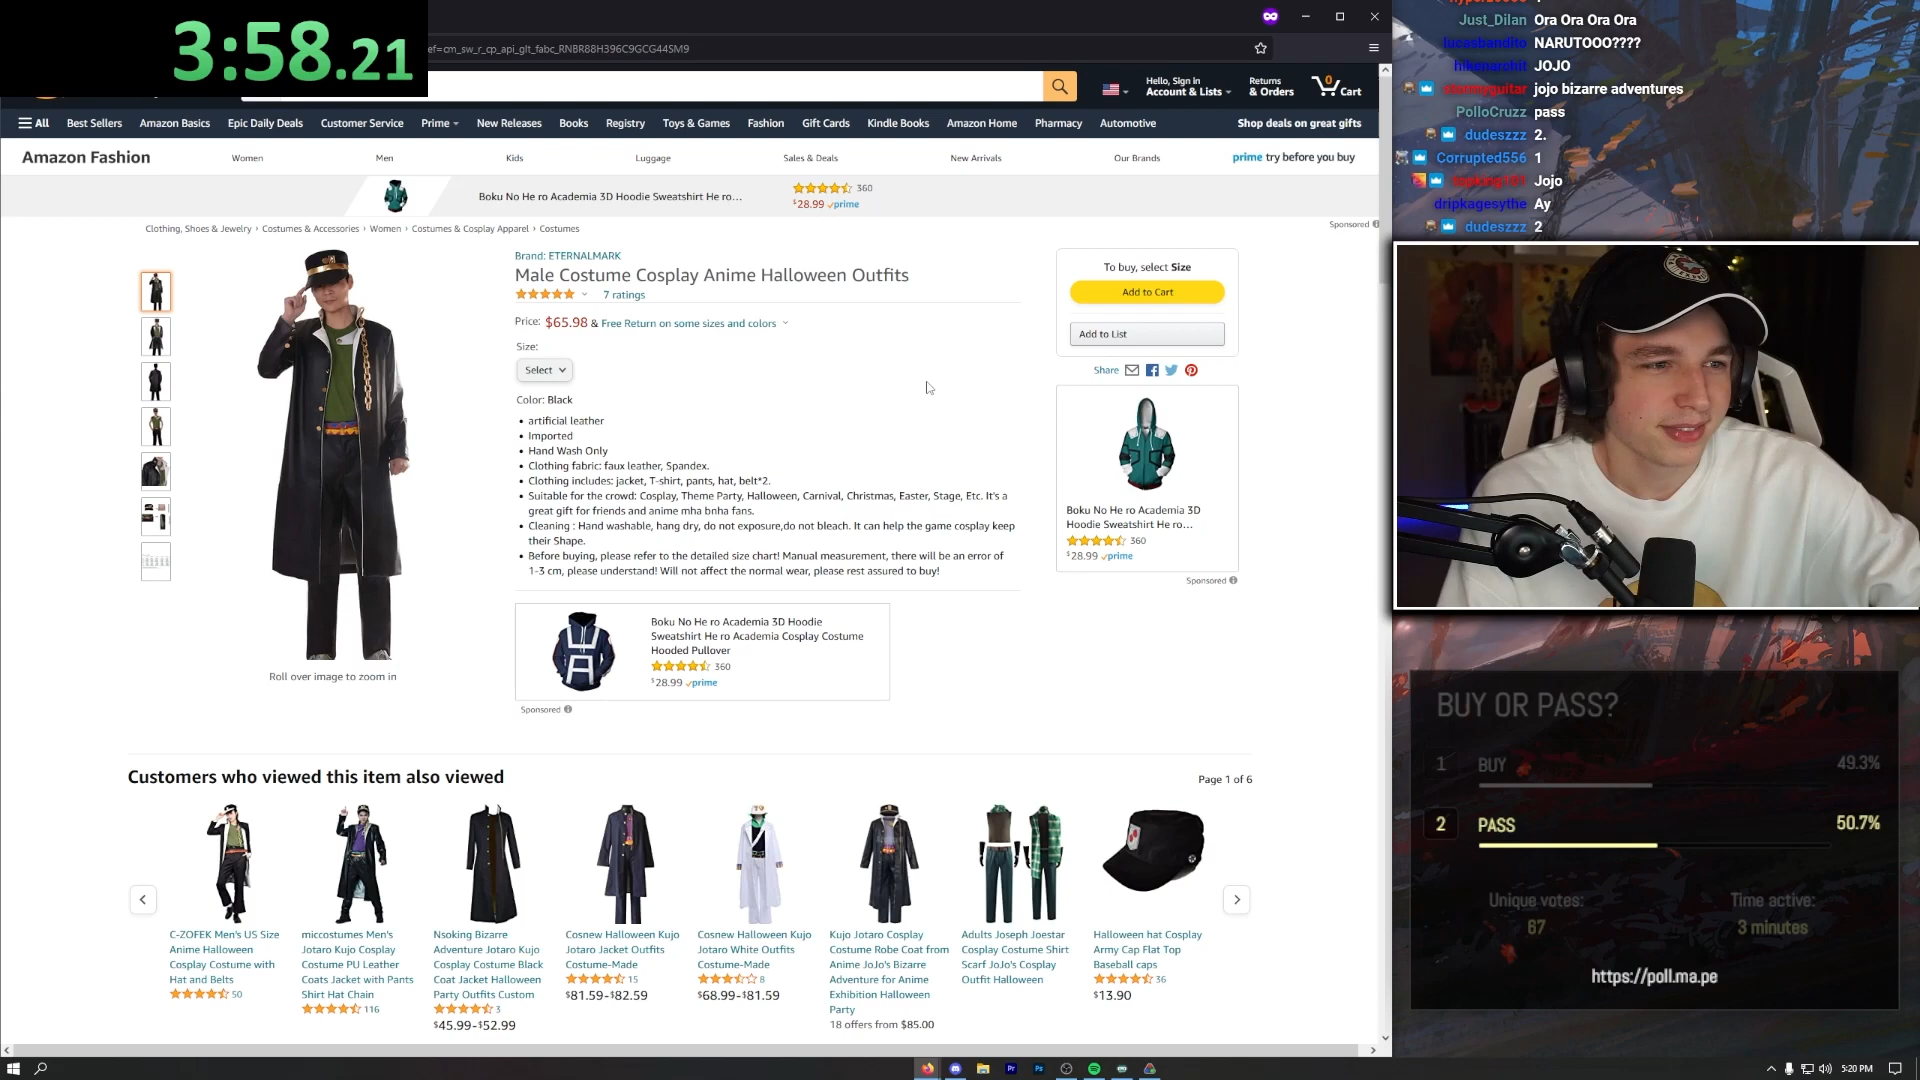 3:58.21
ef=cm_sw_r_cp_api_glt_fabc_RNBR88H396C9GCG44SM9
Hello, Sign in
Account & Lists
Returns
& Orders
0
Cart
All
Best Sellers
Amazon Basics
Epic Daily Deals
Customer Service
Prime
New Releases
Books
Registry
Toys & Games
Fashion
Gift Cards
Kindle Books
Amazon Home
Pharmacy
Automotive
Shop deals on great gifts
Amazon Fashion
Women
Men
Kids
Luggage
Sales & Deals
New Arrivals
Our Brands
prime try before you buy
Boku No He ro Academia 3D Hoodie Sweatshirt He ro...
360
$28.99 prime
Sponsored
Clothing, Shoes & Jewelry › Costumes & Accessories › Women › Costumes & Cosplay Apparel › Costumes
Brand: ETERNALMARK
Male Costume Cosplay Anime Halloween Outfits
7 ratings
Price: $65.98 & Free Return on some sizes and colors
Size:
Select
Color: Black
• artificial leather
• Imported
• Hand Wash Only
• Clothing fabric: faux leather, Spandex.
• Clothing includes: jacket, T-shirt, pants, hat, belt*2.
• Suitable for the crowd: Cosplay, Theme Party, Halloween, Carnival, Christmas, Easter, Stage, Etc. It's a
great gift for friends and anime mha bnha fans.
• Cleaning : Hand washable, hang dry, do not exposure,do not bleach. It can help the game cosplay keep
their Shape.
• Before buying, please refer to the detailed size chart! Manual measurement, there will be an error of
1-3 cm, please understand! Will not affect the normal wear, please rest assured to buy!
Roll over image to zoom in
Boku No He ro Academia 3D Hoodie
Sweatshirt He ro Academia Cosplay Costume
Hooded Pullover
360
$28.99 prime
Sponsored
To buy, select Size
Add to Cart
Add to List
Share
Boku No He ro Academia 3D
Hoodie Sweatshirt He ro...
360
$28.99 prime
Sponsored
Customers who viewed this item also viewed
Page 1 of 6
C-ZOFEK Men's US Size
Anime Halloween
Cosplay Costume with
Hat and Belts
50
miccostumes Men's
Jotaro Kujo Cosplay
Costume PU Leather
Coats Jacket with Pants
Shirt Hat Chain
116
Nsoking Bizarre
Adventure Jotaro Kujo
Cosplay Costume Black
Coat Jacket Halloween
Party Outfits Custom
3
$45.99-$52.99
Cosnew Halloween Kujo
Jotaro Jacket Outfits
Costume-Made
15
$81.59-$82.59
Cosnew Halloween Kujo
Jotaro White Outfits
Costume-Made
8
$68.99-$81.59
Kujo Jotaro Cosplay
Costume Robe Coat from
Anime JoJo's Bizarre
Adventure for Anime
Exhibition Halloween
Party
18 offers from $85.00
Adults Joseph Joestar
Cosplay Costume Shirt
Scarf JoJo's Cosplay
Outfit Halloween
Halloween hat Cosplay
Army Cap Flat Top
Baseball caps
36
$13.90
Just_Dilan Ora Ora Ora Ora
lucasbandito NARUTOOO????
JOJO
jojo bizarre adventures
PolloCruzz pass
dudeszzz 2.
Corrupted556 1
Jojo
dripkagesythe Ay
dudeszzz 2
BUY OR PASS?
1 BUY 49.3%
2 PASS 50.7%
Unique votes:
67
Time active:
3 minutes
https://poll.ma.pe
5:20 PM